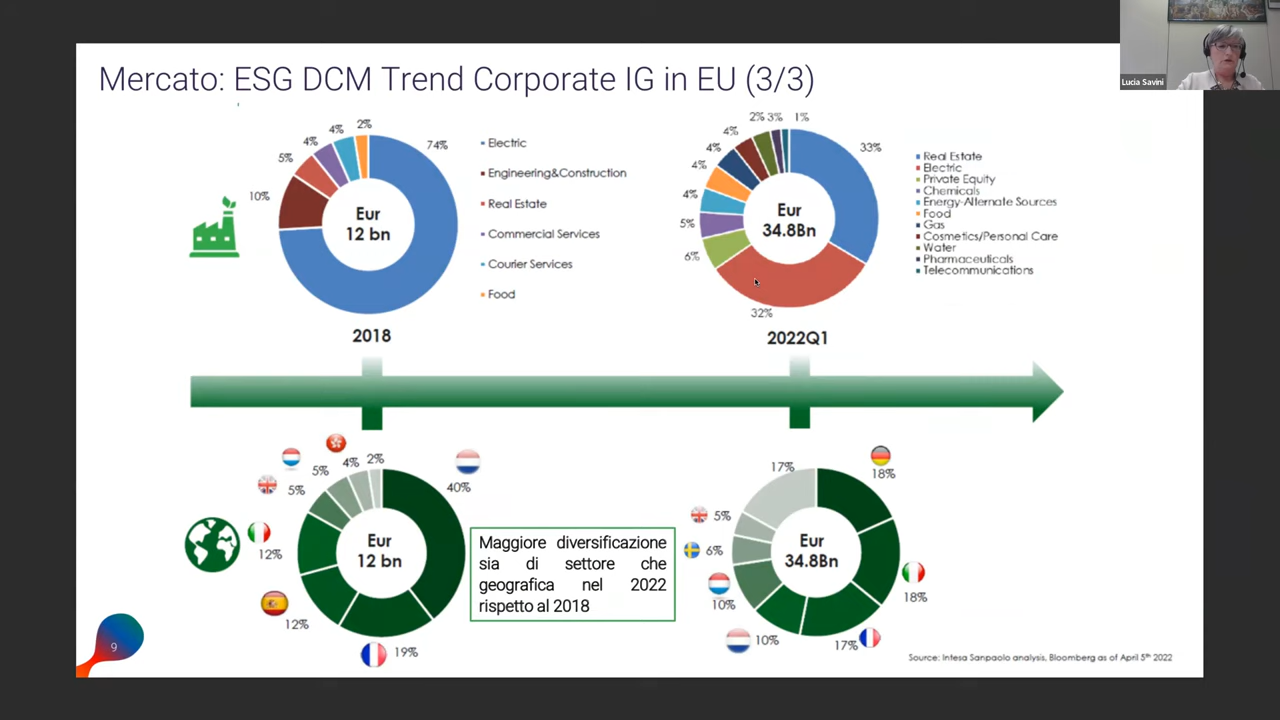 Lucia Savini
Mercato: ESG DCM Trend Corporate IG in EU (3/3)
2%
4%
4%
5%
10%
74%
Eur
12 bn
2018
Electric
Engineering&Construction
Real Estate
Commercial Services
Courier Services
Food
2% 3% 1%
4%
4%
4%
4%
5%
6%
32%
33%
Eur
34.8Bn
2022Q1
Real Estate
Electric
Private Equity
Chemicals
Energy-Alternate Sources
Food
Gas
Cosmetics/Personal Care
Water
Pharmaceuticals
Telecommunications
2%
4%
5%
5%
12%
12%
19%
40%
Eur
12 bn
Maggiore diversificazione
sia di settore che
geografica nel 2022
rispetto al 2018
17%
5%
6%
10%
10%
17%
18%
18%
Eur
34.8Bn
9
Source: Intesa Sanpaolo analysis, Bloomberg as of April 5th 2022